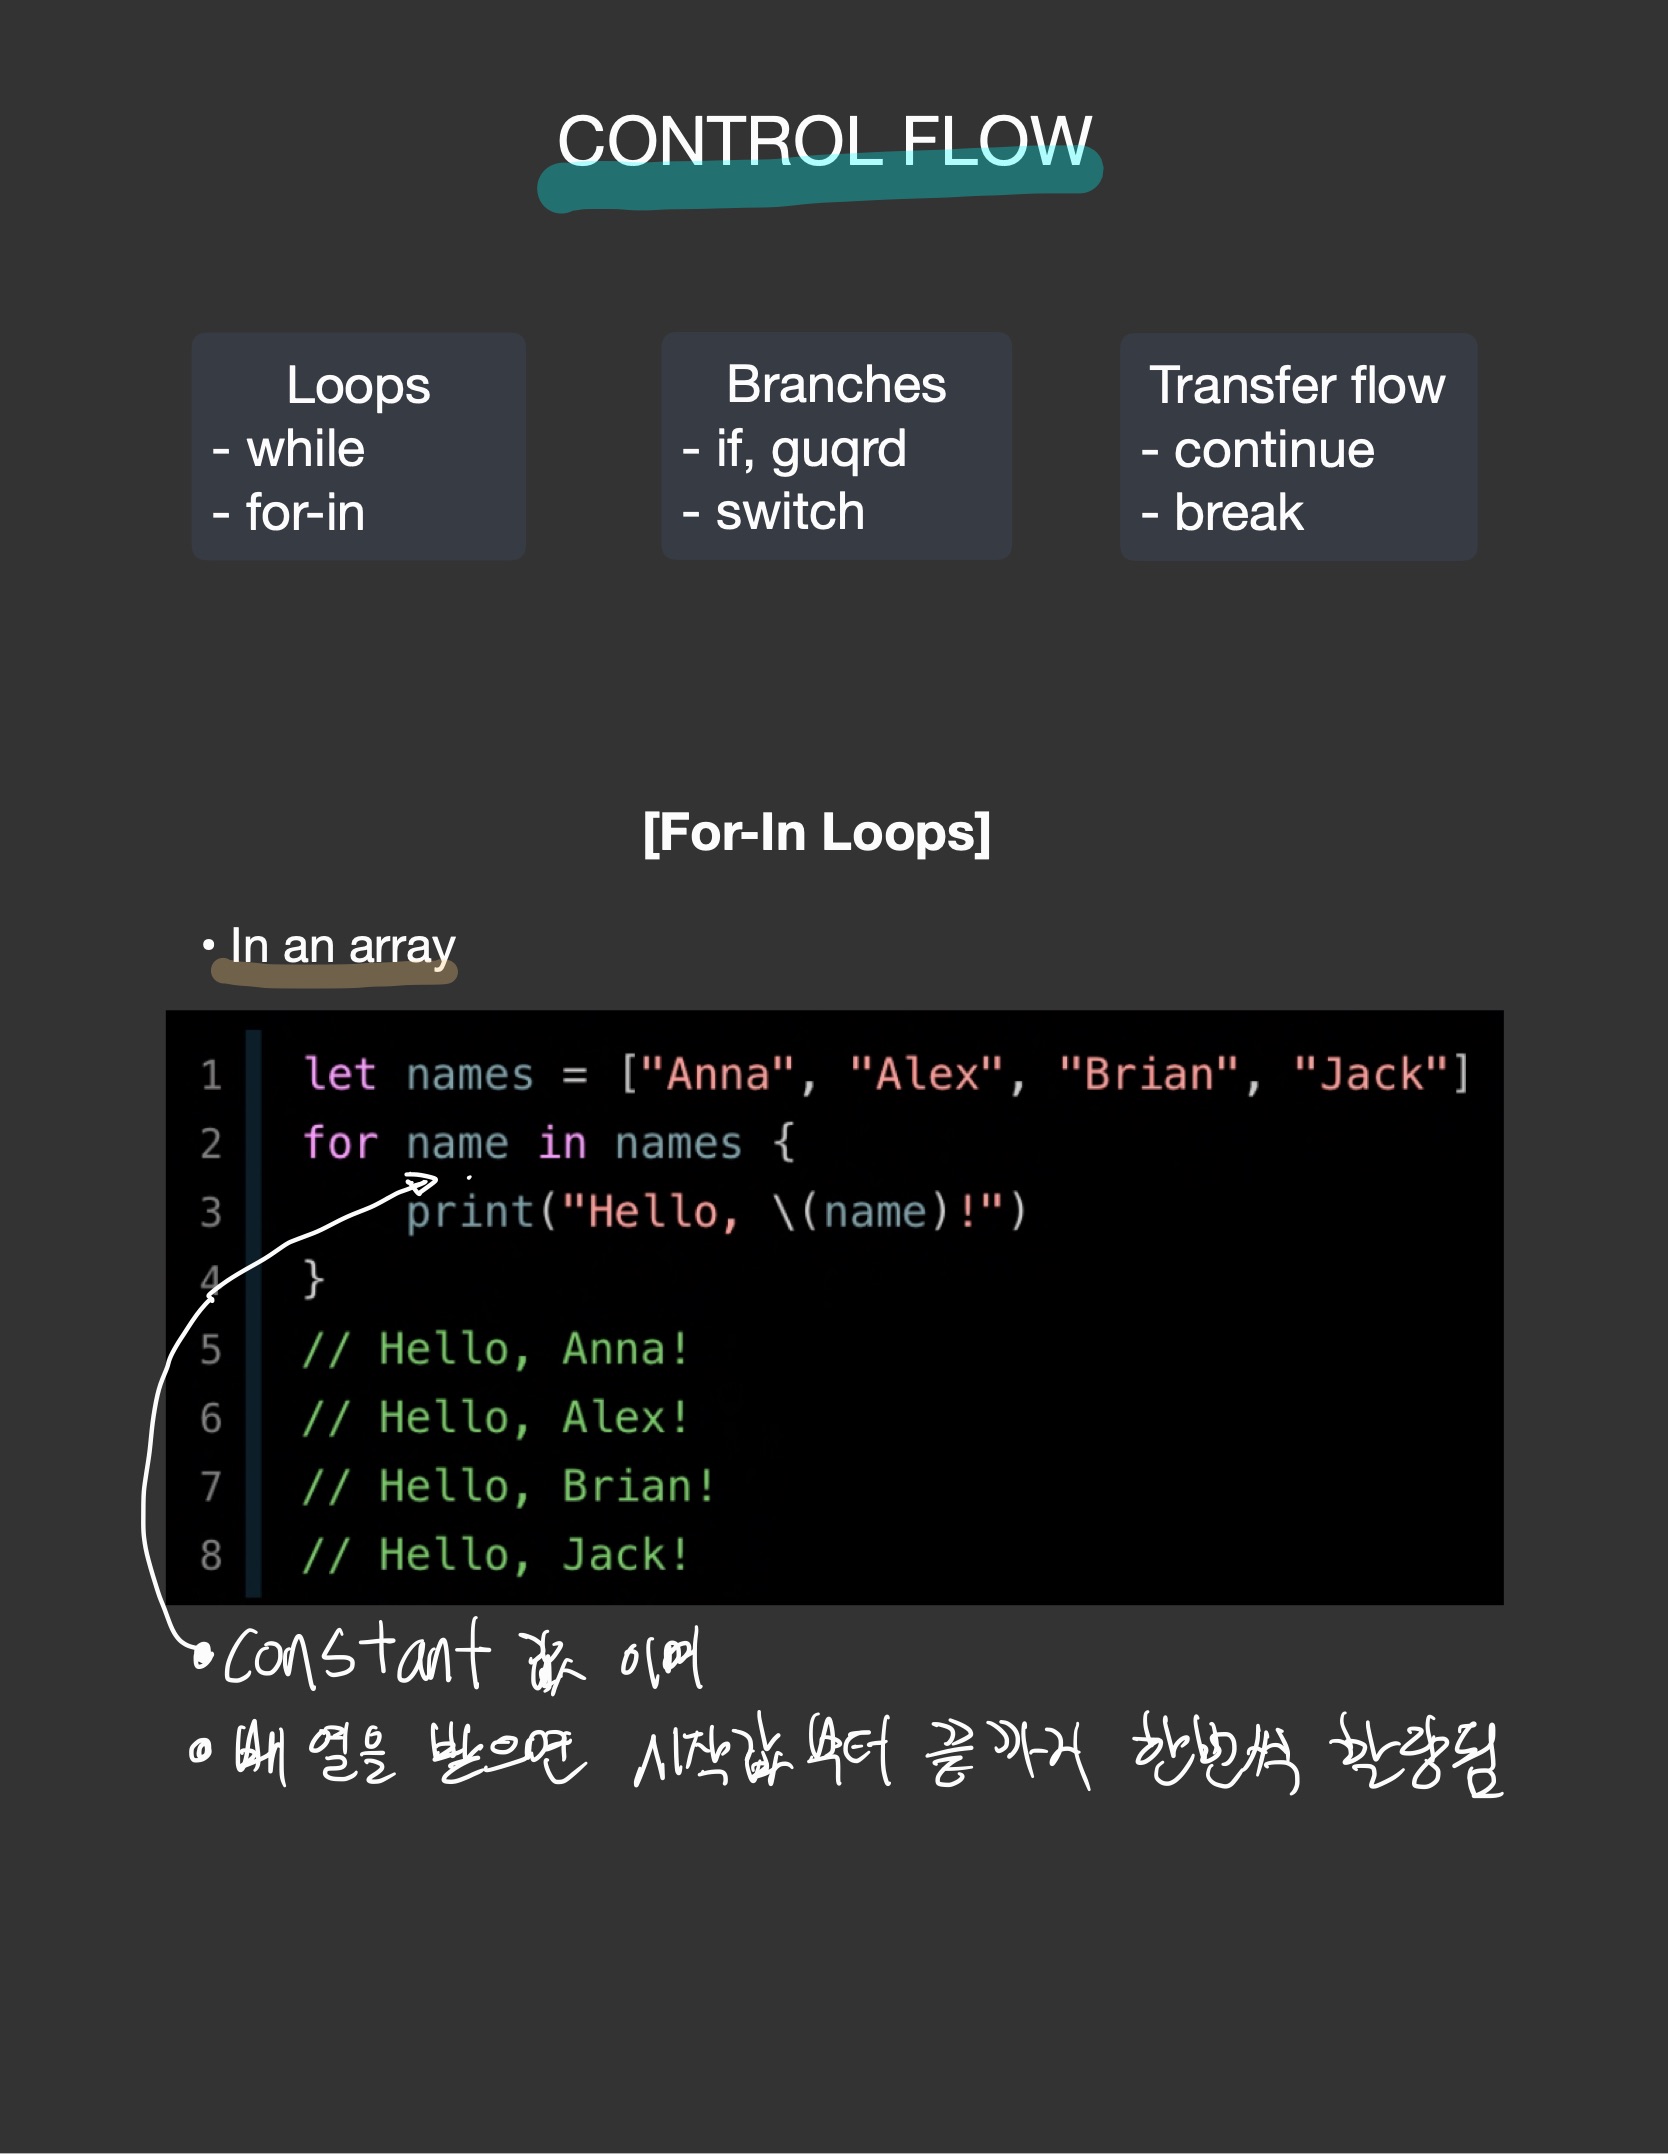 CONTROL FLOW
Loops
- while
- for-in
Branches
- if, guqrd
- switch
Transfer flow
- continue
- break
[For-In Loops]
• In an array
1 let names = ["Anna", "Alex", "Brian", "Jack"]
2 for name in names {
3 print("Hello, \(name)!")
4 }
5 // Hello, Anna!
6 // Hello, Alex!
7 // Hello, Brian!
8 // Hello, Jack!
• Constant 값 이며
• 배열을 받으면 시작값부터 끝까지 한번씩 할당됨